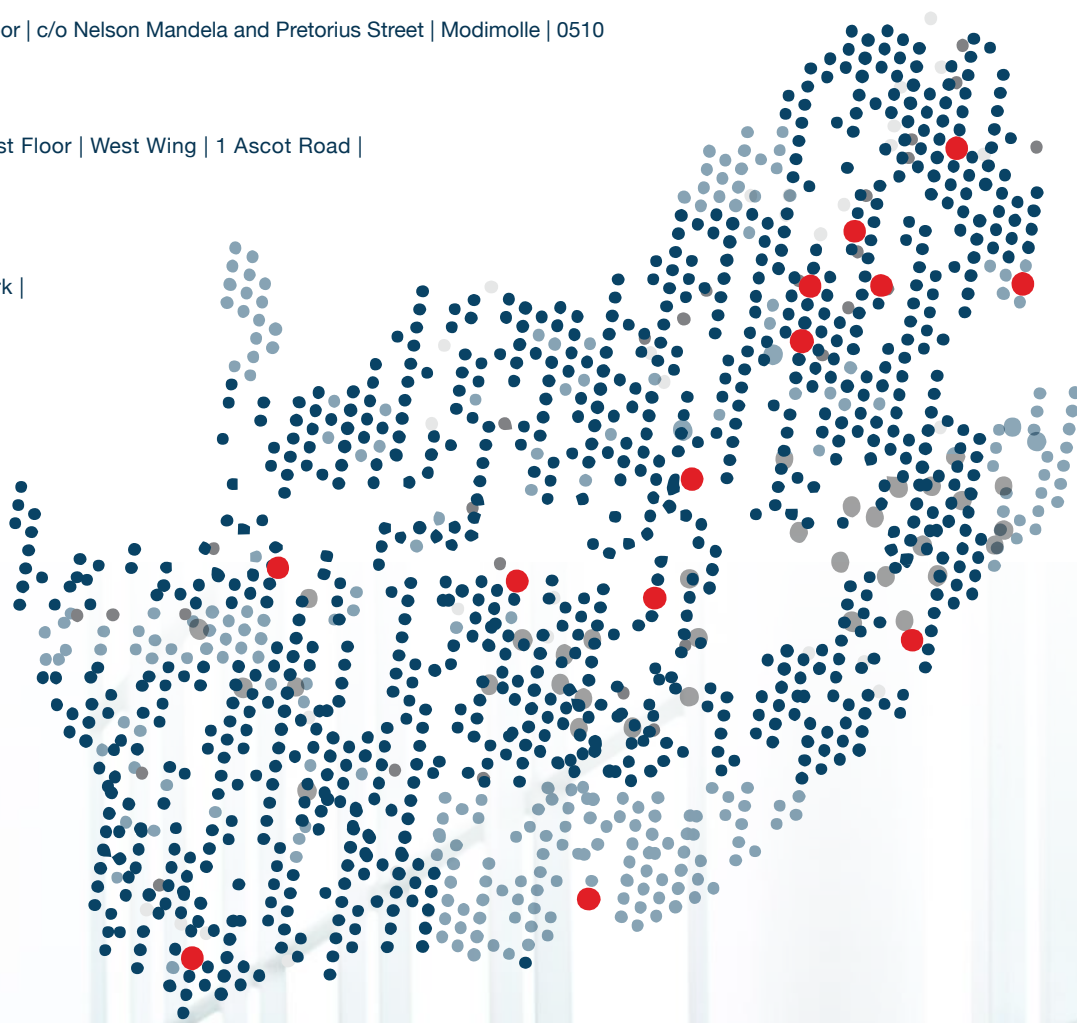 or | c/o Nelson Mandela and Pretorius Street | Modimolle | 0510
st Floor | West Wing | 1 Ascot Road |
k |